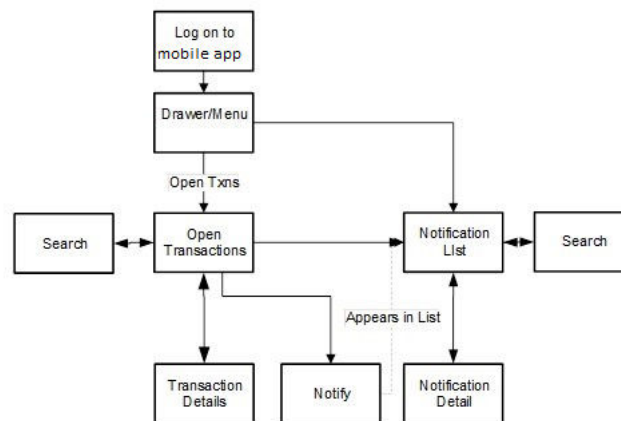 Log on to
mobile app
Drawer/Menu
Open Txns
Search
Open
Transactions
Notification
LIst
Search
Appears in List
Transaction
Details
Notify
Notification
Detail